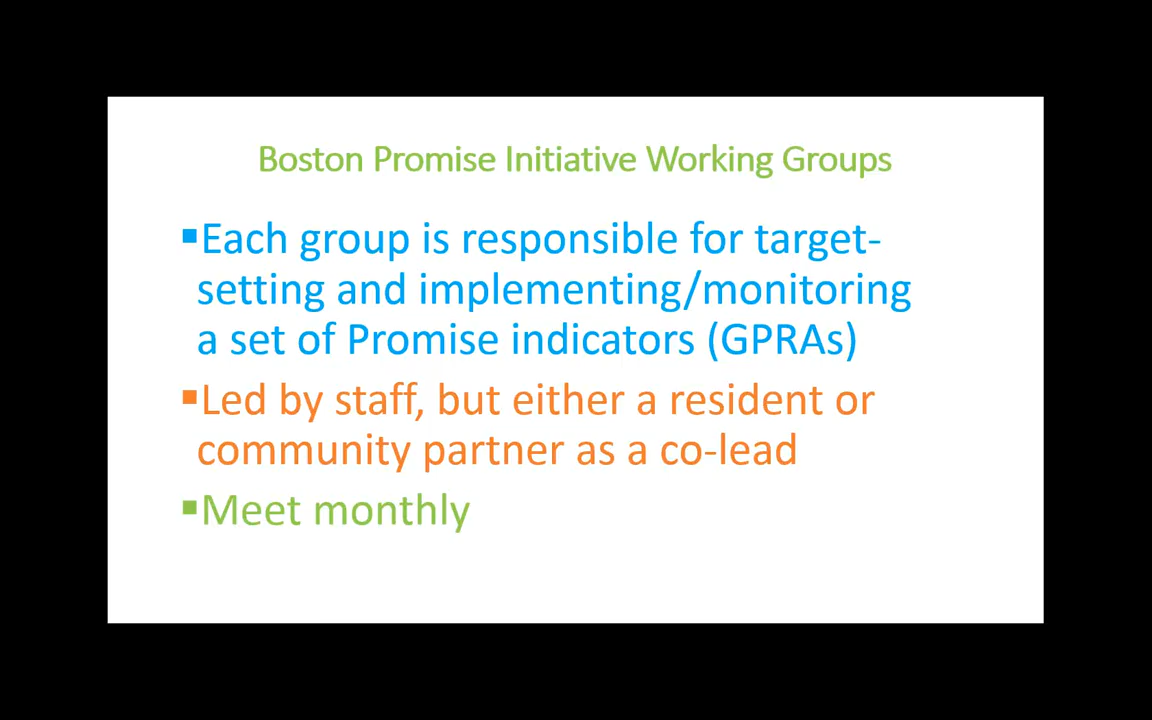 Boston Promise Initiative Working Groups
▪Each group is responsible for target-
setting and implementing/monitoring
a set of Promise indicators (GPRAs)
▪Led by staff, but either a resident or
community partner as a co-lead
▪Meet monthly